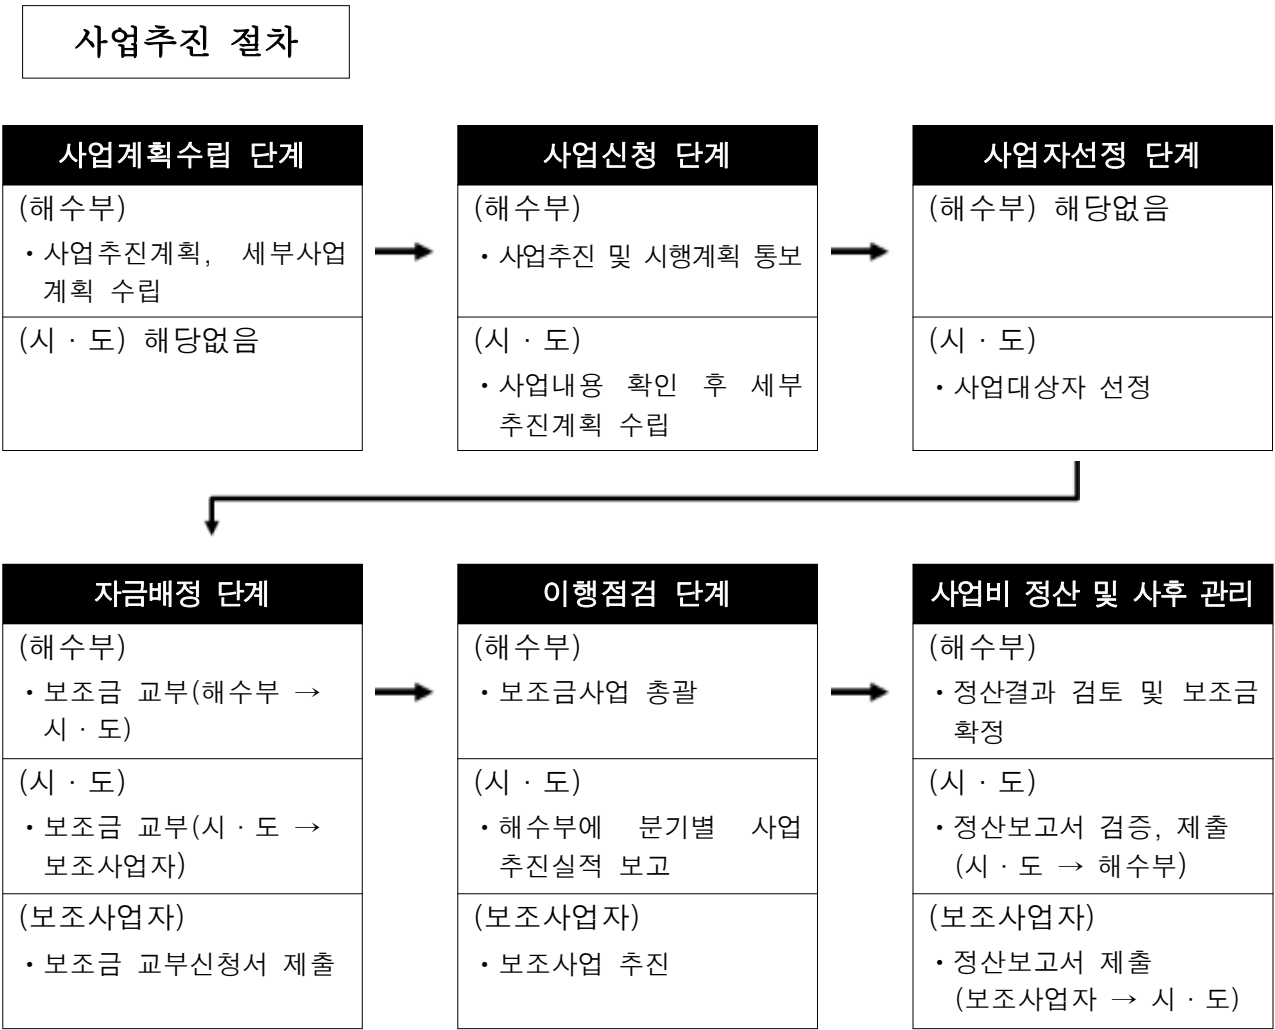 사업추진 절차
사업계획수립 단계
(해수부)
・사업추진계획, 세부사업
계획 수립
(시·도) 해당없음
사업신청 단계
(해수부)
・사업추진 및 시행계획 통보
(시·도)
・사업내용 확인 후 세부
추진계획 수립
사업자선정 단계
(해수부) 해당없음
(시·도)
・사업대상자 선정
자금배정 단계
(해수부)
・보조금 교부(해수부 →
시·도)
(시·도)
・보조금 교부(시·도 →
보조사업자)
(보조사업자)
・보조금 교부신청서 제출
이행점검 단계
(해수부)
・보조금사업 총괄
(시·도)
・해수부에 분기별 사업
추진실적 보고
(보조사업자)
・보조사업 추진
사업비 정산 및 사후 관리
(해수부)
・정산결과 검토 및 보조금
확정
(시·도)
・정산보고서 검증, 제출
(시·도 → 해수부)
(보조사업자)
・정산보고서 제출
(보조사업자 → 시·도)